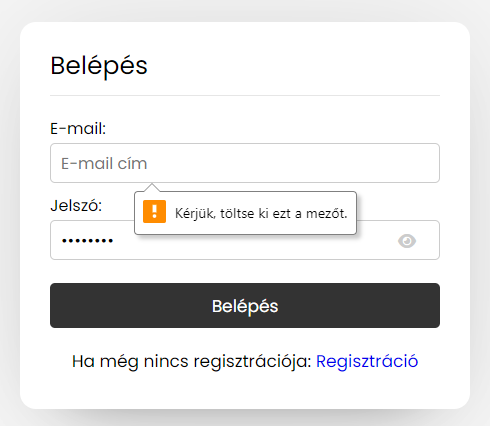 Belépés
E-mail:
E-mail cím
Kérjük, töltse ki ezt a mezőt.
Jelszó:
••••••••
Belépés
Ha még nincs regisztrációja: Regisztráció